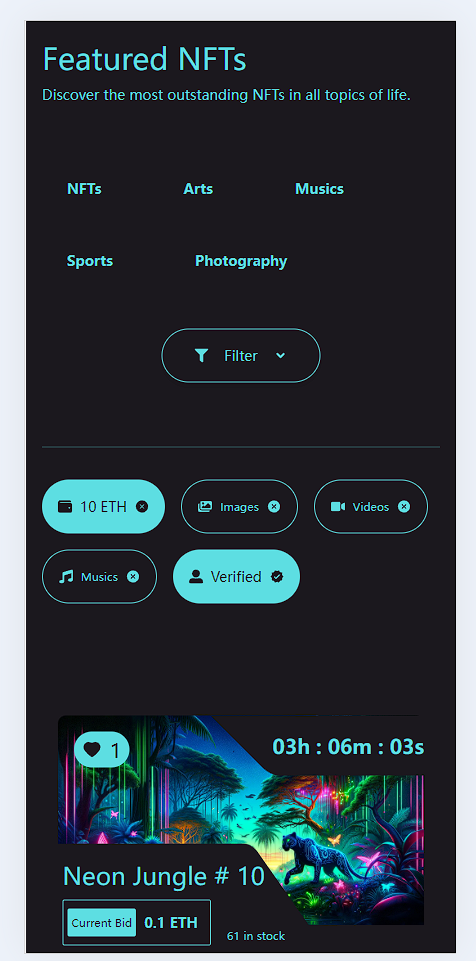 Featured NFTs
Discover the most outstanding NFTs in all topics of life.
NFTs Arts Musics
Sports Photography
Filter
10 ETH Images Videos
Musics Verified
1 03h : 06m : 03s
Neon Jungle # 10
Current Bid 0.1 ETH 61 in stock